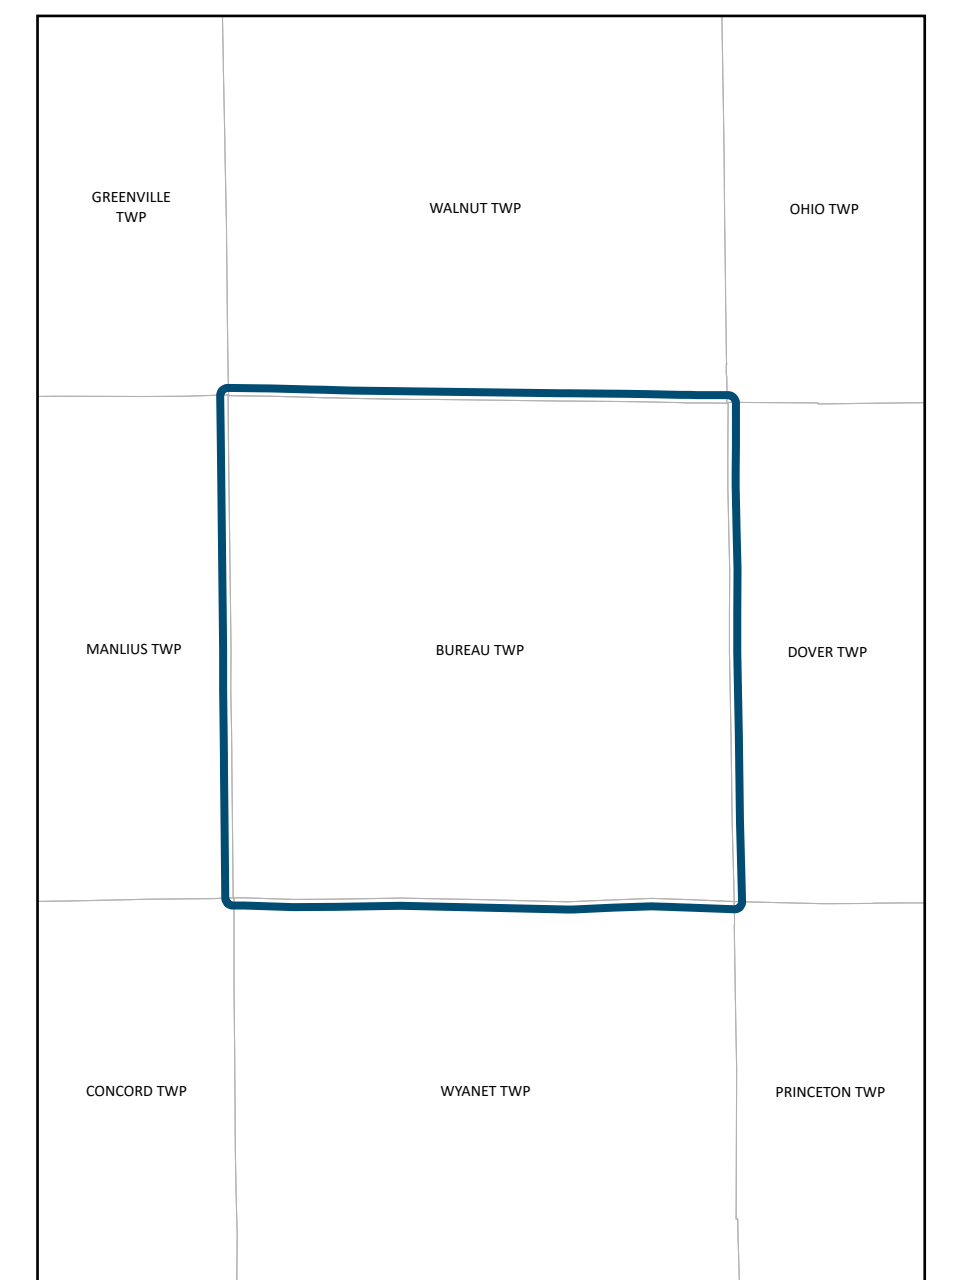 GREENVILLE
TWP
WALNUT TWP
OHIO TWP
MANLIUS TWP
BUREAU TWP
DOVER TWP
CONCORD TWP
WYANET TWP
PRINCETON TWP